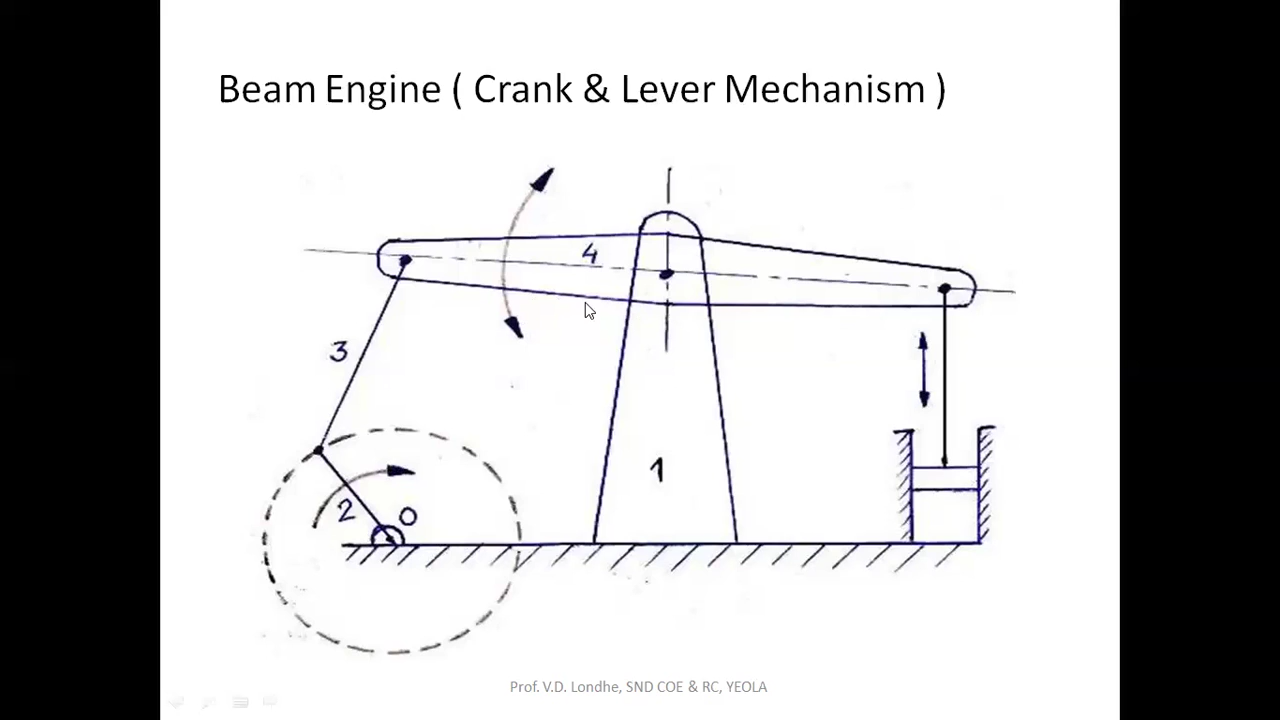 Beam Engine ( Crank & Lever Mechanism )
4
3
1
2
O
Prof. V.D. Londhe, SND COE & RC, YEOLA